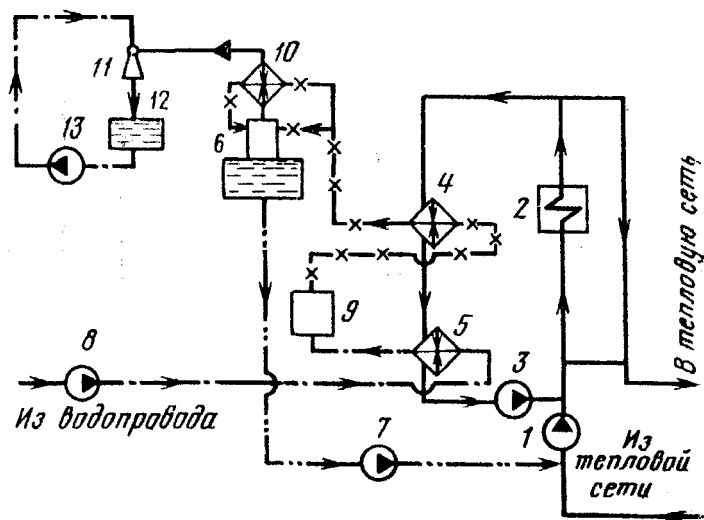 10
11
12
13
6
4
2
В тепловую сеть
9
5
8
3
Из водопровода
7
1
Из
тепловой
сети